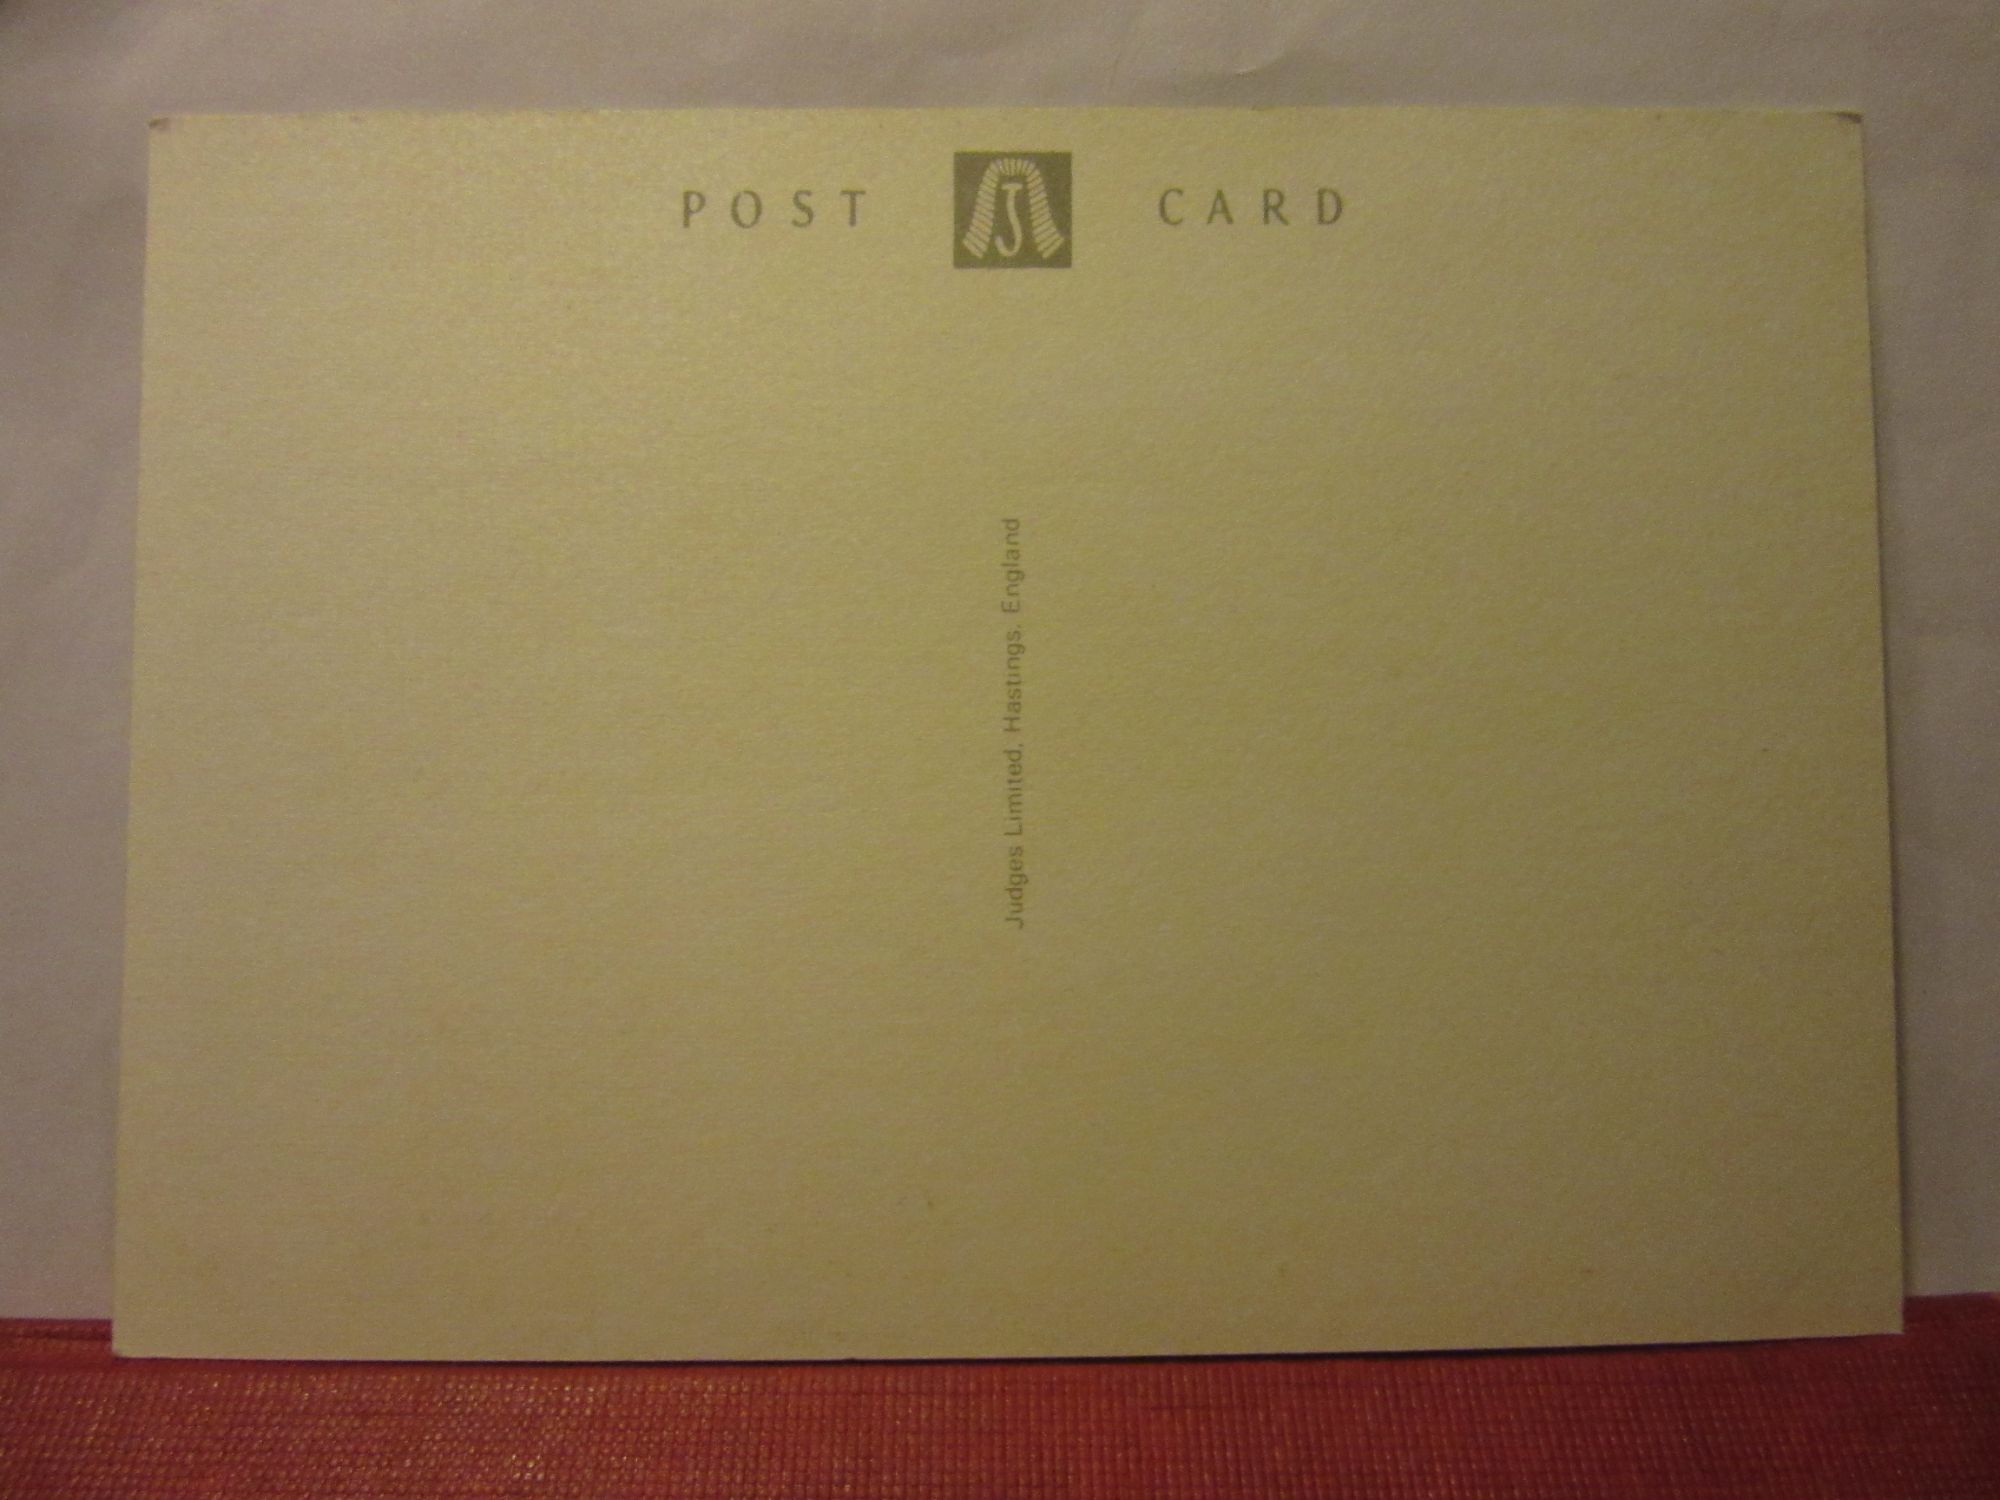 POST J CARD
Judges Limited, Hastings, England